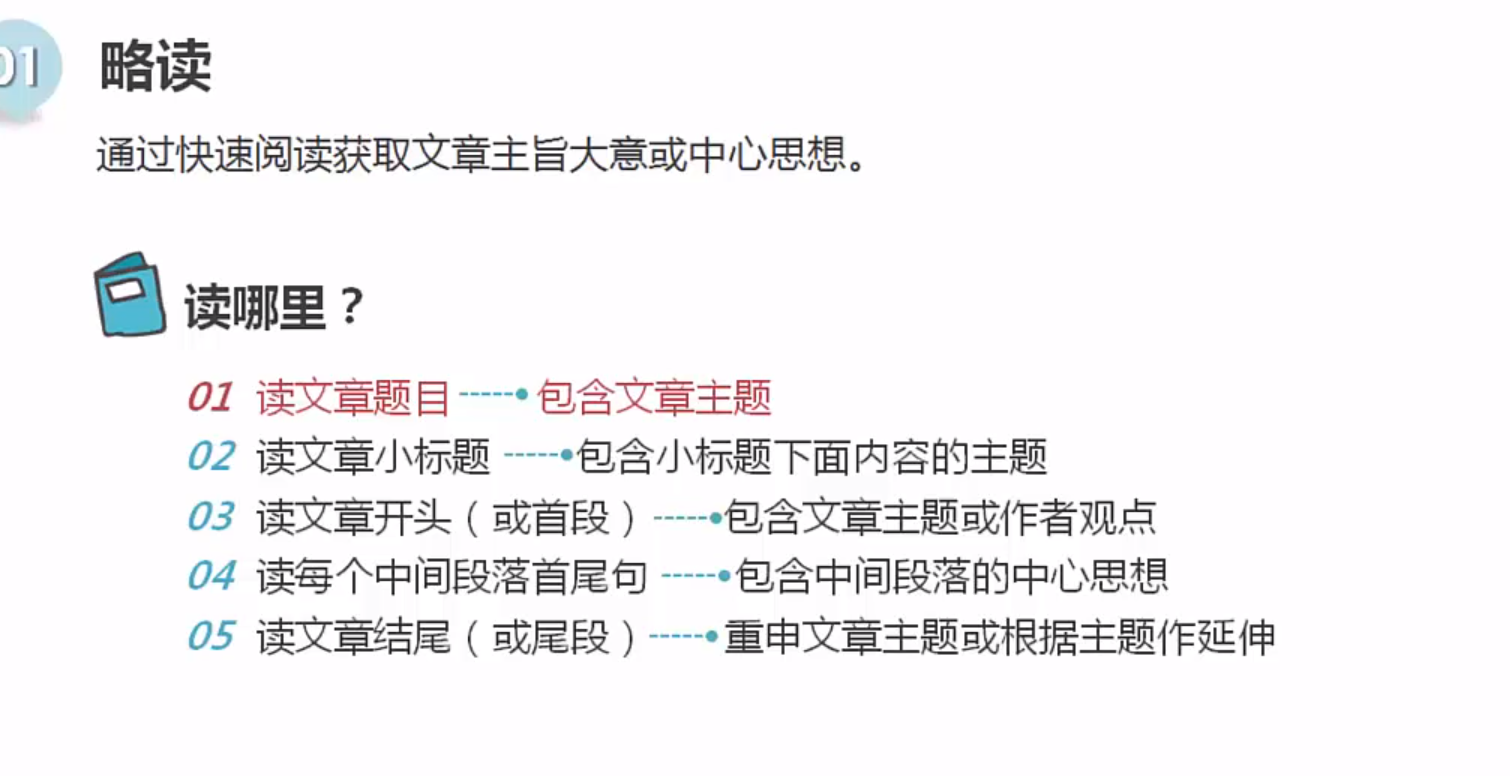 01 略读
通过快速阅读获取文章主旨大意或中心思想。
读哪里？
01 读文章题目 包含文章主题
02 读文章小标题 包含小标题下面内容的主题
03 读文章开头（或首段） 包含文章主题或作者观点
04 读每个中间段落首尾句 包含中间段落的中心思想
05 读文章结尾（或尾段） 重申文章主题或根据主题作延伸